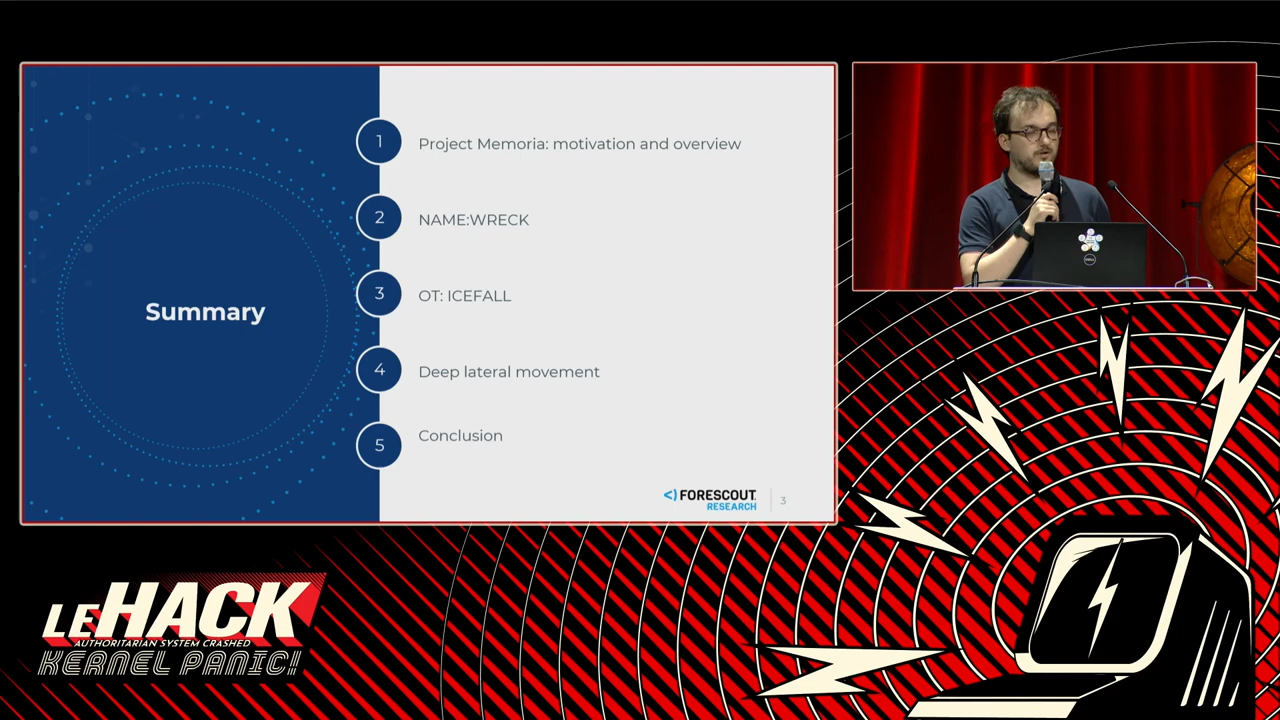 Summary
1
Project Memoria: motivation and overview
2
NAME:WRECK
3
OT: ICEFALL
4
Deep lateral movement
5
Conclusion
FORESCOUT
RESEARCH
3
DELL
LEHACK
AUTHORITARIAN SYSTEM CRASHED
KERNEL PANIC!